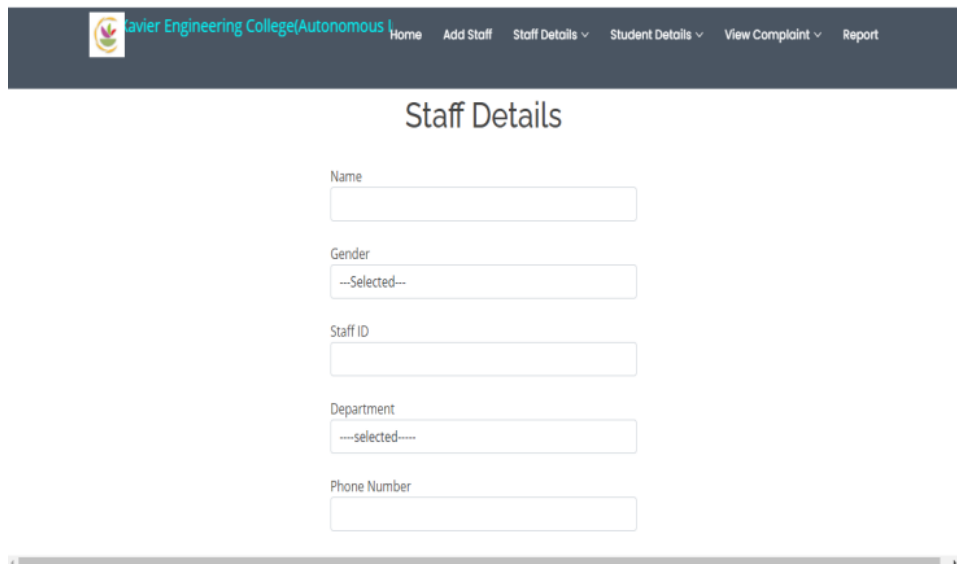 avier Engineering College(Autonomous
Home Add Staff Staff Details Student Details View Complaint Report
Staff Details
Name
Gender
---Selected---
Staff ID
Department
----selected-----
Phone Number